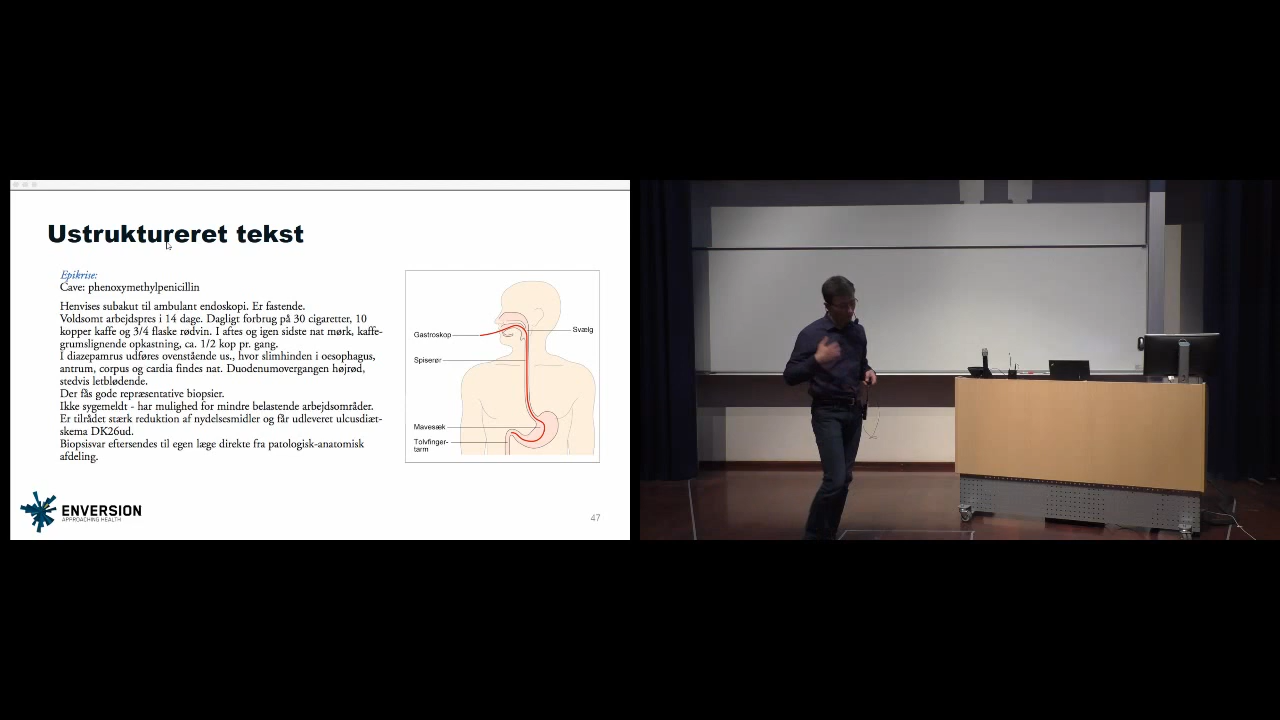 Ustruktureret tekst
Epikrise:
Cave: phenoxymethylpenicillin
Henvises subakut til ambulant endoskopi. Er fastende.
Voldsomt arbejdspres i 14 dage. Dagligt forbrug på 30 cigaretter, 10
kopper kaffe og 3/4 flaske rødvin. I aftes og igen sidste nat mørk, kaffe-
grumslignende opkastning, ca. 1/2 kop pr. gang.
I diazepamrus udføres ovenstående us., hvor slimhinden i oesophagus,
antrum, corpus og cardia findes nat. Duodenumovergangen højrød,
stedvis letblødende.
Der fås gode repræsentative biopsier.
Ikke sygemeldt - har mulighed for mindre belastende arbejdsområder.
Er tilrådet stærk reduktion af nydelsesmidler og får udleveret ulcusdiæt-
skema DK26ud.
Biopsisvar eftersendes til egen læge direkte fra patologisk-anatomisk
afdeling.
Gastroskop
Svælg
Spiserør
Mavesæk
Tolvfinger-
tarm
ENVERSION
APPROACHING HEALTH
47